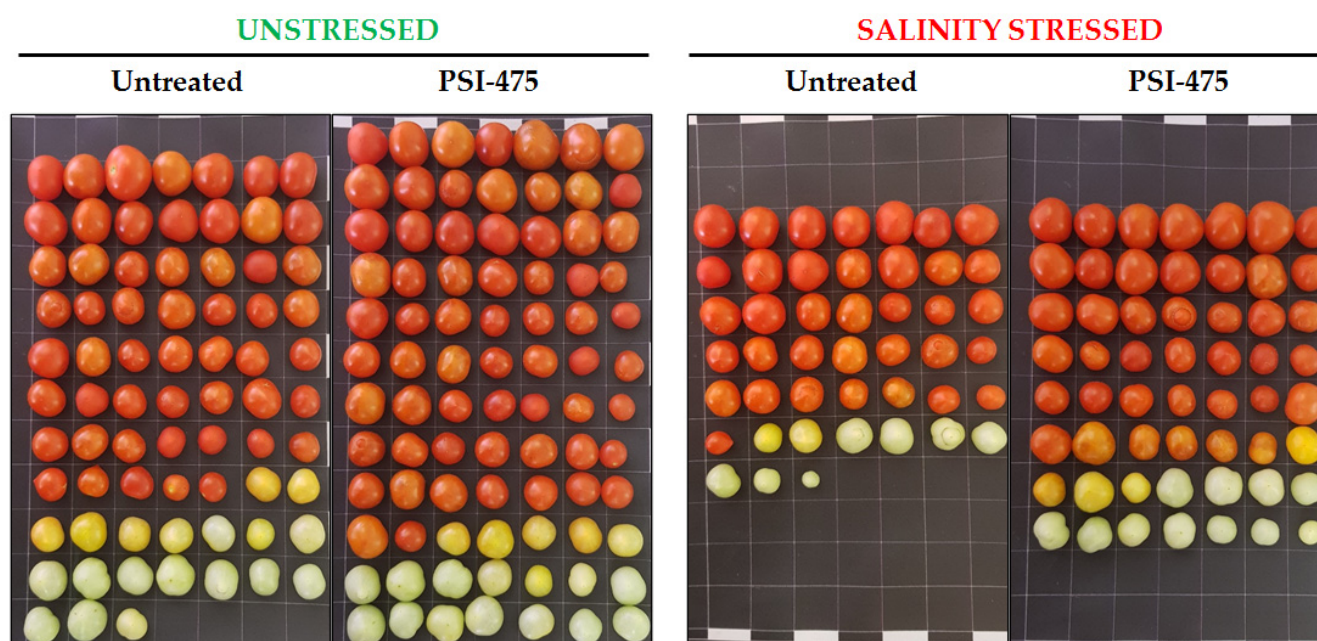 UNSTRESSED
SALINITY STRESSED
Untreated
PSI-475
Untreated
PSI-475